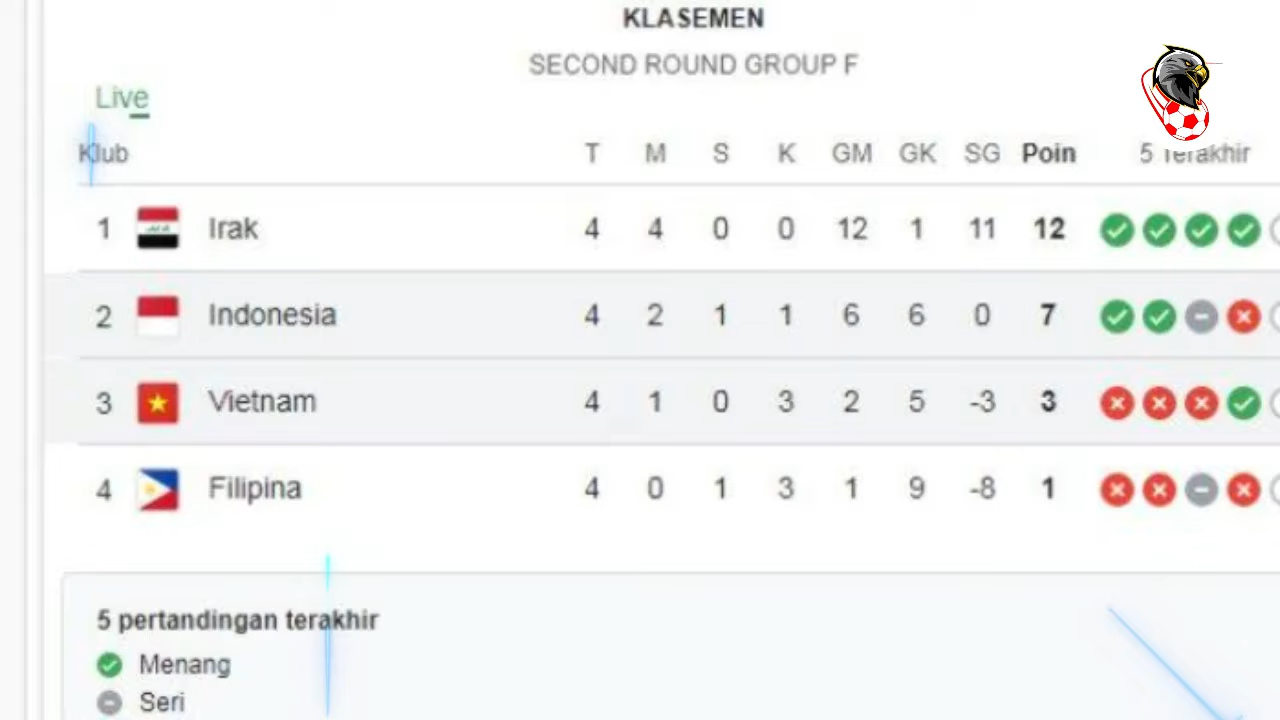 KLASEMEN
SECOND ROUND GROUP F
Live
Klub T M S K GM GK SG Poin 5 Terakhir
1 Irak 4 4 0 0 12 1 11 12
2 Indonesia 4 2 1 1 6 6 0 7
3 Vietnam 4 1 0 3 2 5 -3 3
4 Filipina 4 0 1 3 1 9 -8 1
5 pertandingan terakhir
Menang
Seri